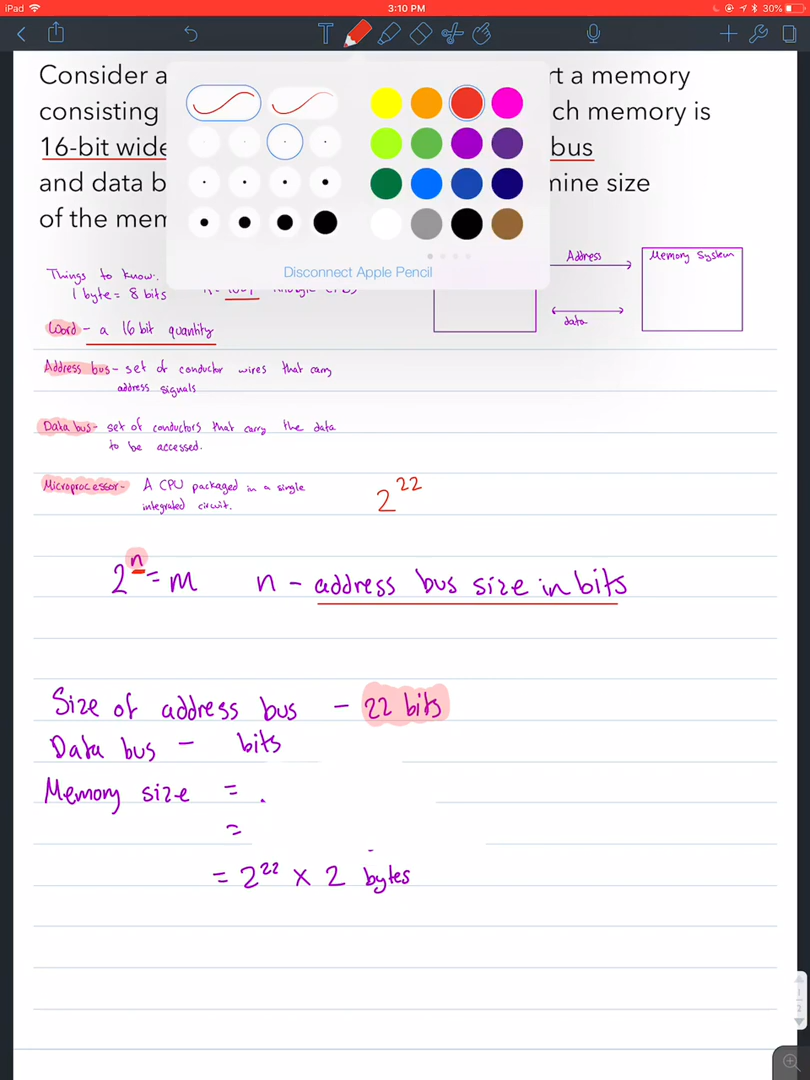 iPad 3:10 PM 30%
T
Consider a rt a memory
consisting ch memory is
16-bit wide bus
and data b mine size
of the mem
Disconnect Apple Pencil
Things to know.
1 byte = 8 bits
Address
Memory System
data
Word - a 16 bit quantity
Address bus - set of conductor wires that carry
address signals
Data bus - set of conductors that carry the data
to be accessed.
Microprocessor - A CPU packaged in a single
integrated circuit.
2^22
2^n = m n - address bus size in bits
Size of address bus - 22 bits
Data bus - bits
Memory size = .
=
= 2^22 x 2 bytes